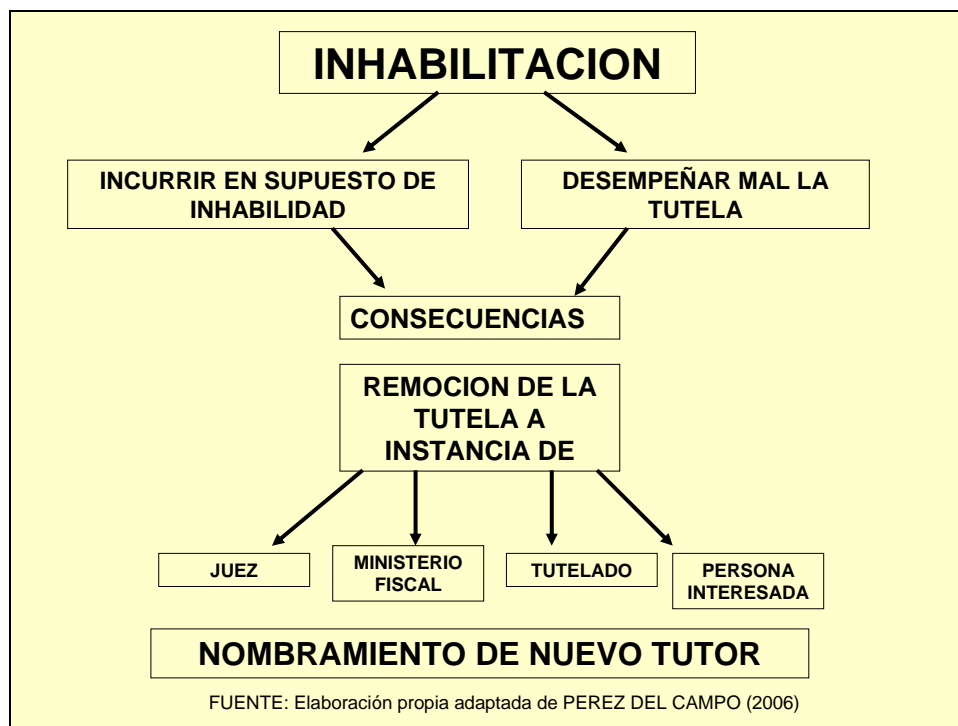 INHABILITACION
INCURRIR EN SUPUESTO DE
INHABILIDAD
DESEMPEÑAR MAL LA
TUTELA
CONSECUENCIAS
REMOCION DE LA
TUTELA A
INSTANCIA DE
JUEZ
MINISTERIO
FISCAL
TUTELADO
PERSONA
INTERESADA
NOMBRAMIENTO DE NUEVO TUTOR
FUENTE: Elaboración propia adaptada de PEREZ DEL CAMPO (2006)